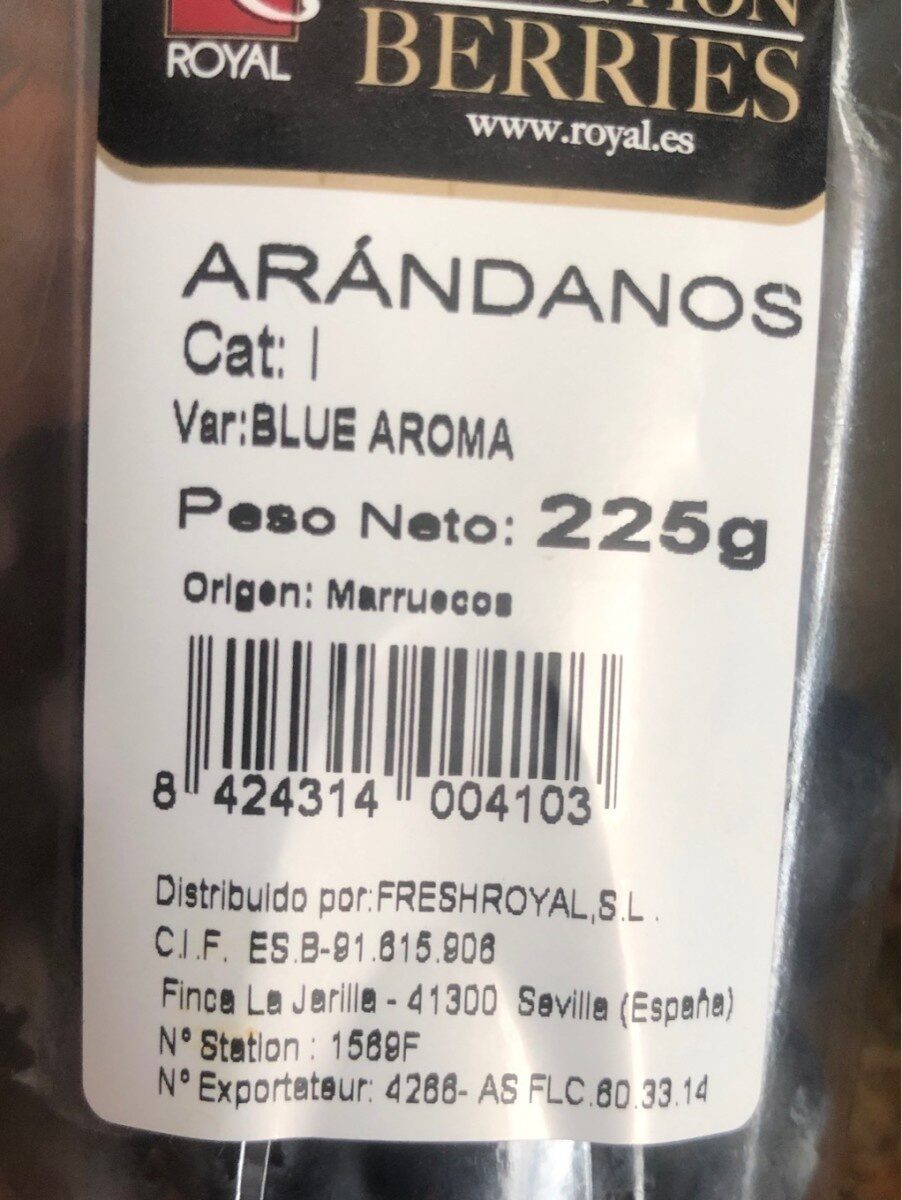 BERRIES
ROYAL
www.royal.es
ARÁNDANOS
Cat: I
Var:BLUE AROMA
Peso Neto: 225g
Origen: Marruecos
8 424314 004103
Distribuido por:FRESHROYAL,S.L.
C.I.F. ES.B-91.615.906
Finca La Jarilla - 41300 Sevilla (España)
Nº Station : 1569F
Nº Exportateur: 4266- AS FLC.60.33.14